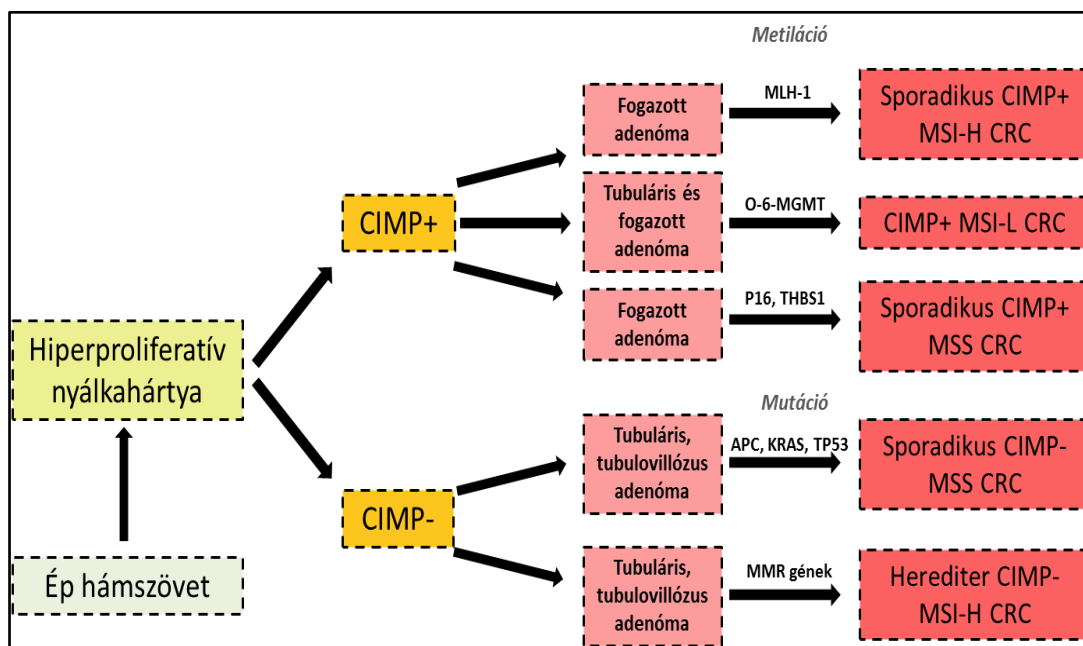 Metiláció
Fogazott
adenóma
MLH-1
Sporadikus CIMP+
MSI-H CRC
CIMP+
Tubuláris és
fogazott
adenóma
O-6-MGMT
CIMP+ MSI-L CRC
Fogazott
adenóma
P16, THBS1
Sporadikus CIMP+
MSS CRC
Hiperproliferatív
nyálkahártya
Mutáció
Tubuláris,
tubulovillózus
adenóma
APC, KRAS, TP53
Sporadikus CIMP-
MSS CRC
CIMP-
Ép hámszövet
Tubuláris,
tubulovillózus
adenóma
MMR gének
Herediter CIMP-
MSI-H CRC